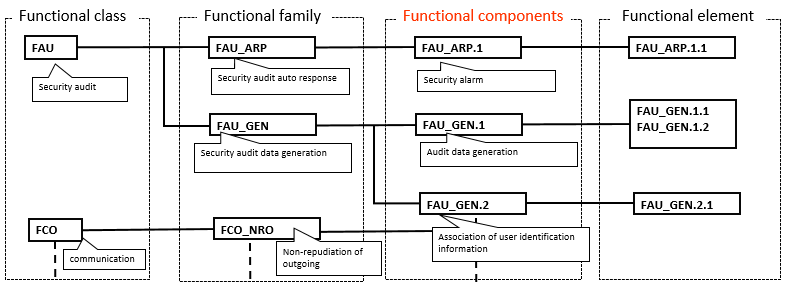 Functional class
Functional family
Functional components
Functional element
FAU
FAU_ARP
FAU_ARP.1
FAU_ARP.1.1
Security audit
Security audit auto response
Security alarm
FAU_GEN
FAU_GEN.1
FAU_GEN.1.1
FAU_GEN.1.2
Security audit data generation
Audit data generation
FAU_GEN.2
FAU_GEN.2.1
FCO
FCO_NRO
communication
Non-repudiation of
outgoing
Association of user identification
information